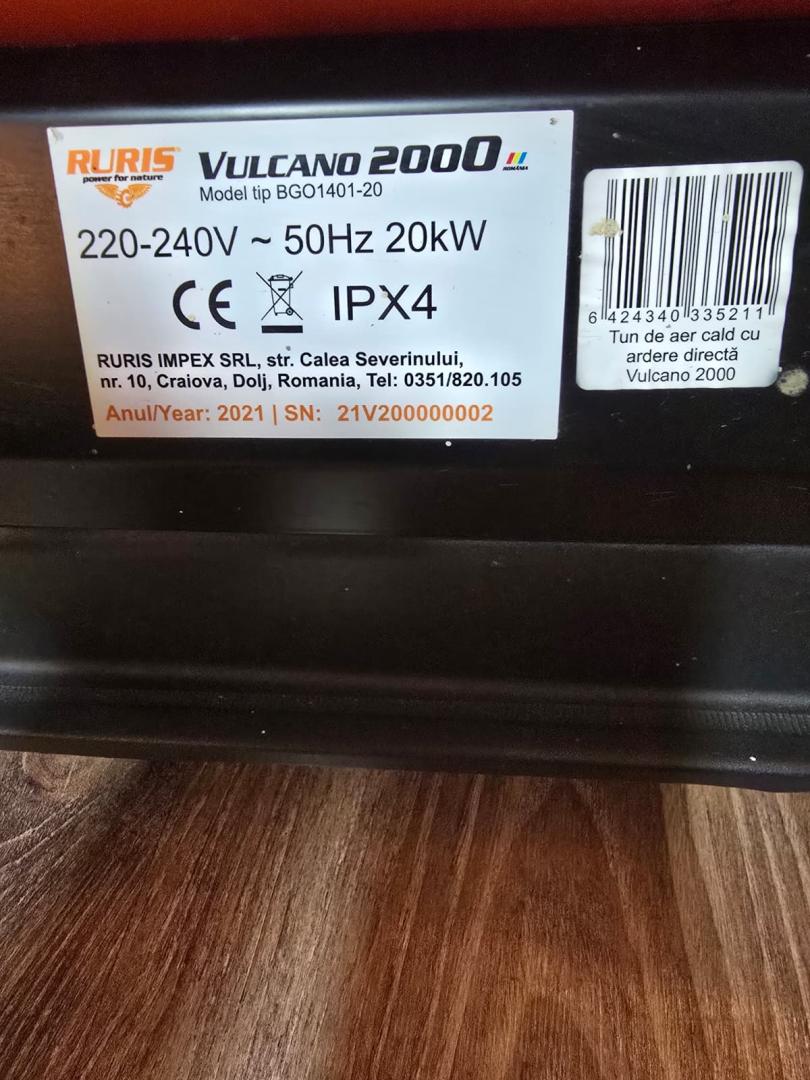 RURIS
power for nature
VULCANO 2000
ROMÂNIA
Model tip BGO1401-20
220-240V ~ 50Hz 20kW
CE
IPX4
RURIS IMPEX SRL, str. Calea Severinului,
nr. 10, Craiova, Dolj, Romania, Tel: 0351/820.105
Anul/Year: 2021 | SN: 21V200000002
6 424340 335211
Tun de aer cald cu
ardere directă
Vulcano 2000